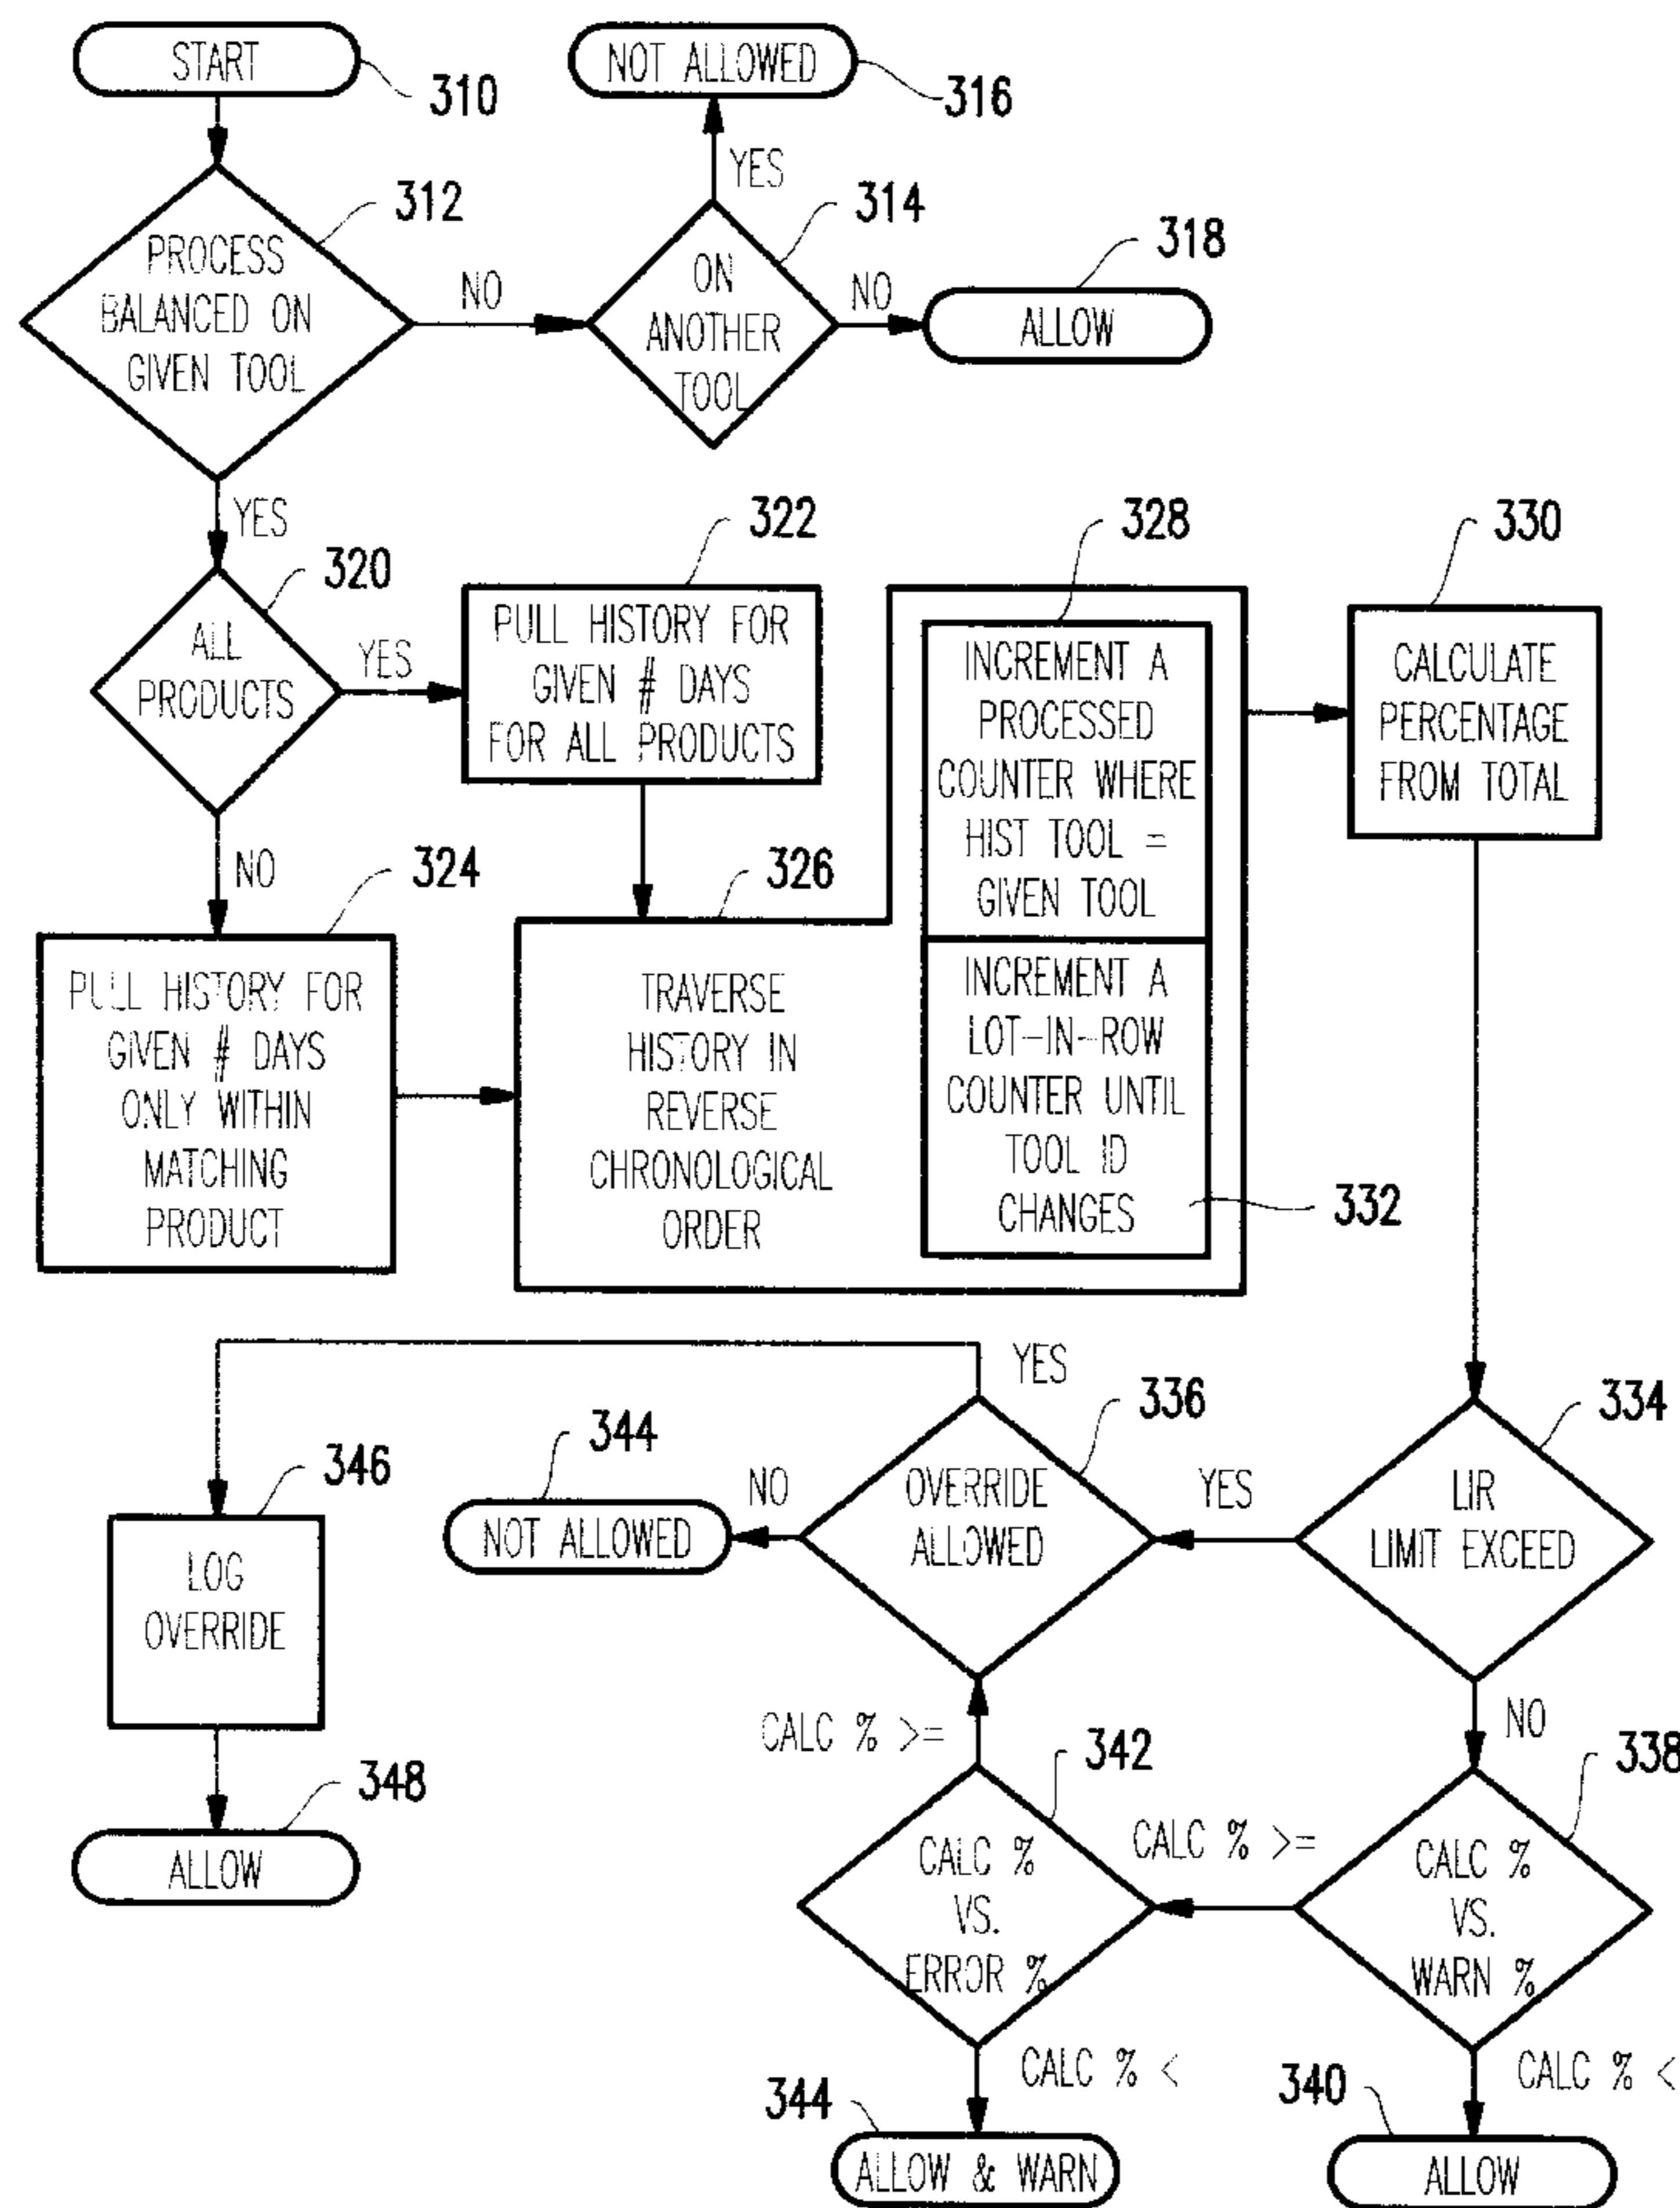 START
310
NOT ALLOWED
316
YES
312
PROCESS
BALANCED ON
GIVEN TOOL
NO
314
ON
ANOTHER
TOOL
NO
318
ALLOW
YES
320
ALL
PRODUCTS
YES
322
PULL HISTORY FOR
GIVEN # DAYS
FOR ALL PRODUCTS
328
INCREMENT A
PROCESSED
COUNTER WHERE
HIST TOOL =
GIVEN TOOL
330
CALCULATE
PERCENTAGE
FROM TOTAL
NO
324
PULL HISTORY FOR
GIVEN # DAYS
ONLY WITHIN
MATCHING
PRODUCT
326
TRAVERSE
HISTORY IN
REVERSE
CHRONOLOGICAL
ORDER
INCREMENT A
LOT-IN-ROW
COUNTER UNTIL
TOOL ID
CHANGES
332
YES
336
OVERRIDE
ALLOWED
344
NOT ALLOWED
NO
YES
334
LIR
LIMIT EXCEED
346
LOG
OVERRIDE
348
ALLOW
CALC % >=
342
CALC %
VS.
ERROR %
CALC % >=
NO
338
CALC %
VS.
WARN %
CALC % <
344
ALLOW & WARN
CALC % <
340
ALLOW